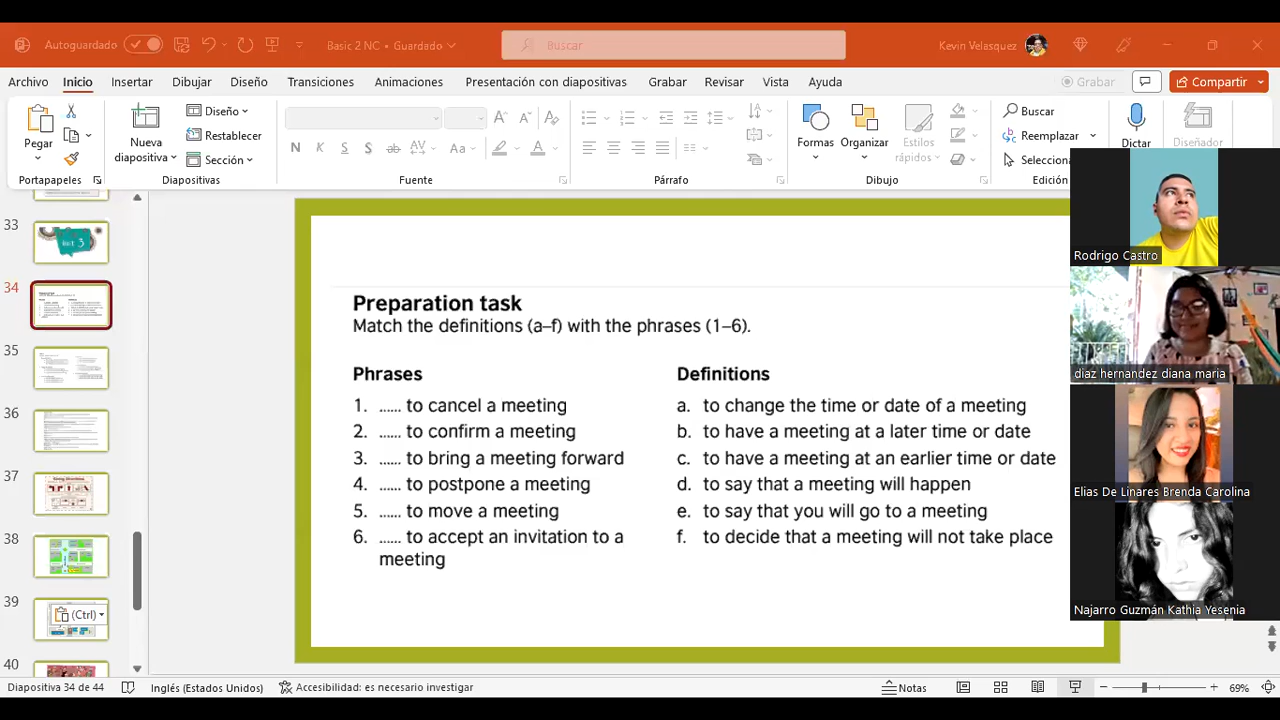 Autoguardado
Basic 2 NC • Guardado
Buscar
Kevin Velasquez
Archivo Inicio Insertar Dibujar Diseño Transiciones Animaciones Presentación con diapositivas Grabar Revisar Vista Ayuda
Grabar
Compartir
Pegar
Nueva diapositiva
Diseño
Restablecer
Sección
Formas
Organizar
Estilos rápidos
Buscar
Reemplazar
Selecciona
Dictar
Diseñador
Portapapeles
Diapositivas
Fuente
Párrafo
Dibujo
Edición
33
34
35
36
37
38
39
(Ctrl)
40
Preparation task
Match the definitions (a–f) with the phrases (1–6).
Phrases
1. ...... to cancel a meeting
2. ...... to confirm a meeting
3. ...... to bring a meeting forward
4. ...... to postpone a meeting
5. ...... to move a meeting
6. ...... to accept an invitation to a
meeting
Definitions
a. to change the time or date of a meeting
b. to have a meeting at a later time or date
c. to have a meeting at an earlier time or date
d. to say that a meeting will happen
e. to say that you will go to a meeting
f. to decide that a meeting will not take place
Rodrigo Castro
diaz hernandez diana maria
Elias De Linares Brenda Carolina
Najarro Guzmán Kathia Yesenia
Diapositiva 34 de 44
Inglés (Estados Unidos)
Accesibilidad: es necesario investigar
Notas
69%